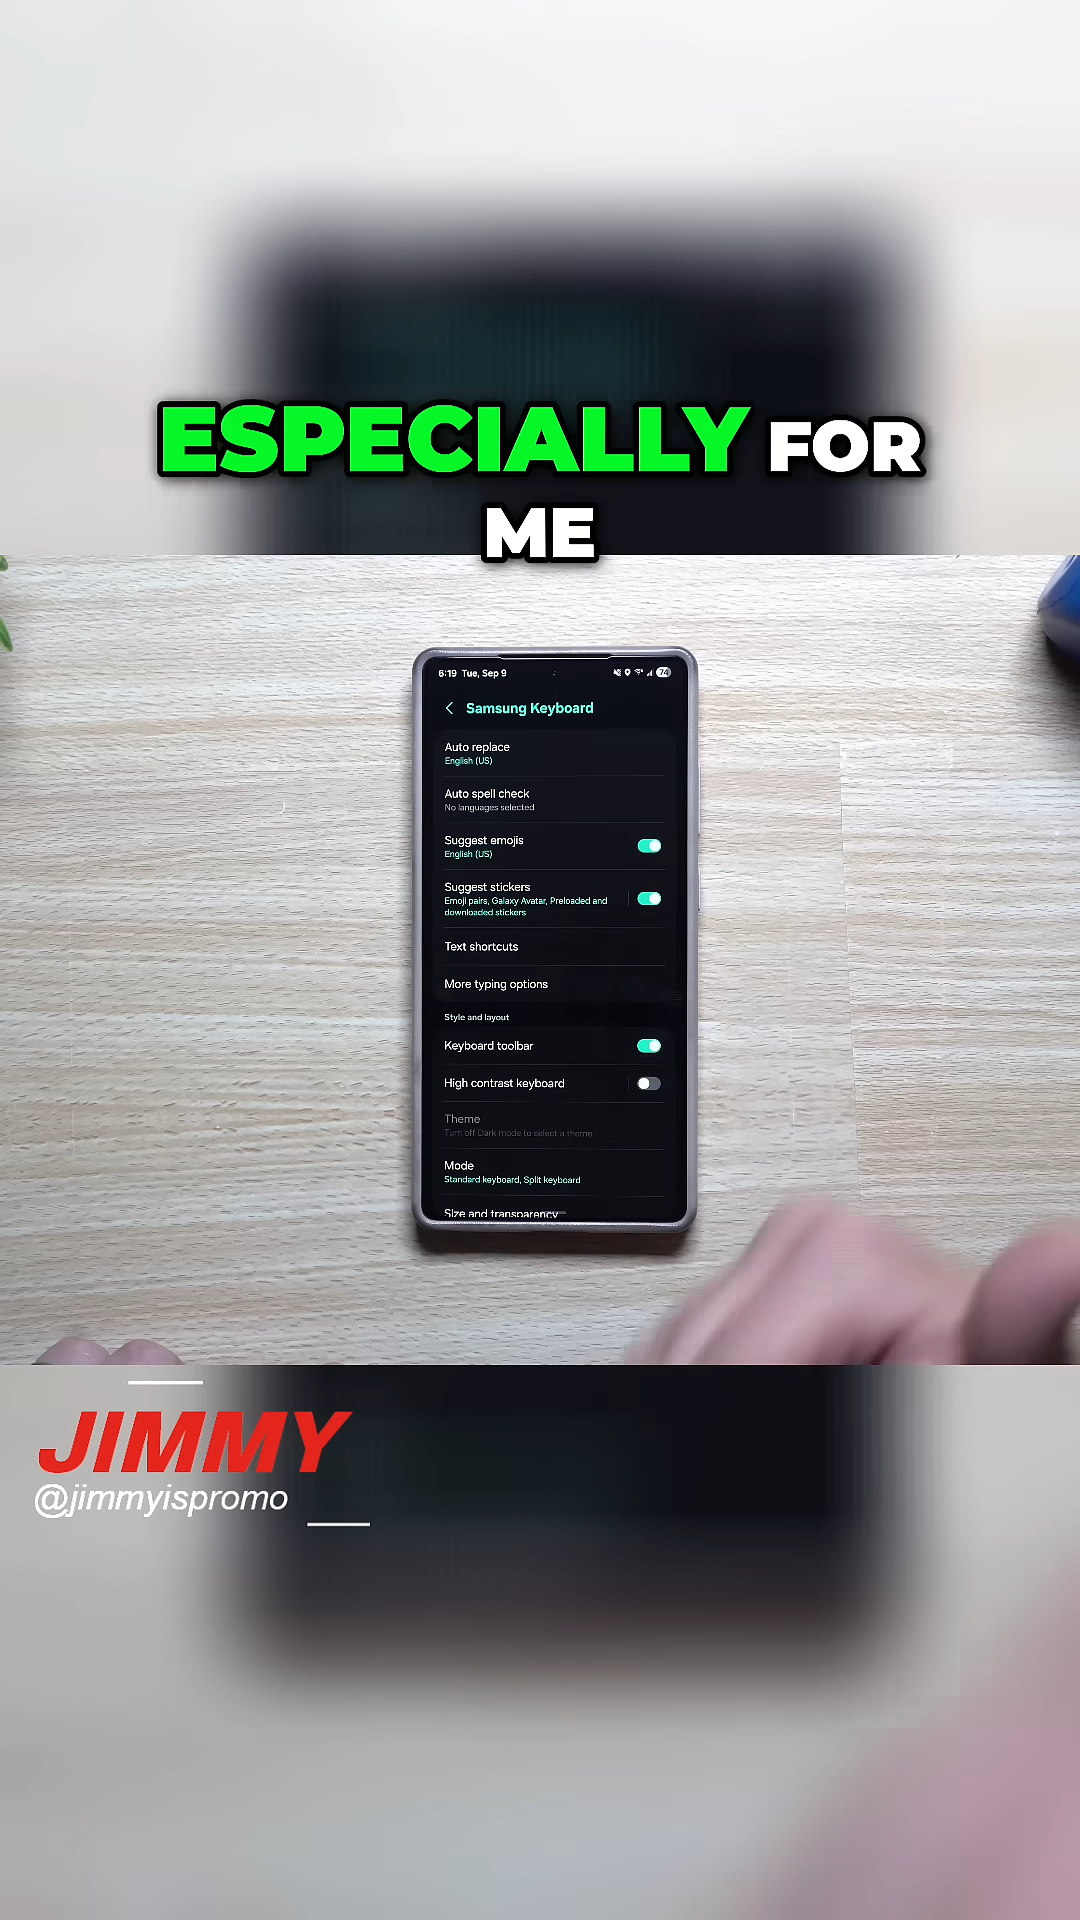 ESPECIALLY FOR
ME
6:19 Tue, Sep 9
74
Samsung Keyboard
Auto replace
English (US)
Auto spell check
No languages selected
Suggest emojis
English (US)
Suggest stickers
Emoji pairs, Galaxy Avatar, Preloaded and
downloaded stickers
Text shortcuts
More typing options
Style and layout
Keyboard toolbar
High contrast keyboard
Theme
Turn off Dark mode to select a theme.
Mode
Standard keyboard, Split keyboard
Size and transparency
JIMMY
@jimmyispromo